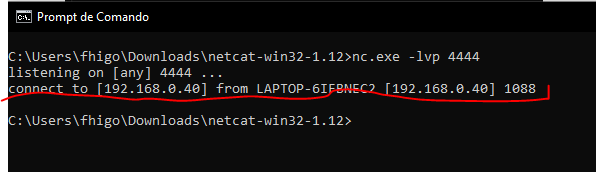 Prompt de Comando
C:\Users\fhigo\Downloads\netcat-win32-1.12>nc.exe -lvp 4444
listening on [any] 4444 ...
connect to [192.168.0.40] from LAPTOP-6IFBNEC2 [192.168.0.40] 1088
C:\Users\fhigo\Downloads\netcat-win32-1.12>